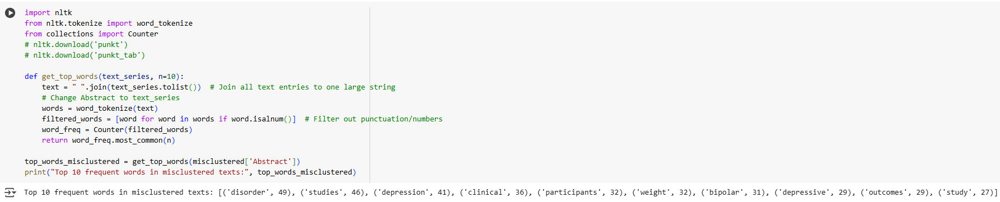 import nltk
from nltk.tokenize import word_tokenize
from collections import Counter
# nltk.download('punkt')
# nltk.download('punkt_tab')

def get_top_words(text_series, n=10):
    text = " ".join(text_series.tolist())  # Join all text entries to one large string
    # Change Abstract to text_series
    words = word_tokenize(text)
    filtered_words = [word for word in words if word.isalnum()]  # Filter out punctuation/numbers
    word_freq = Counter(filtered_words)
    return word_freq.most_common(n)

top_words_misclustered = get_top_words(misclustered['Abstract'])
print("Top 10 frequent words in misclustered texts:", top_words_misclustered)
Top 10 frequent words in misclustered texts: [('disorder', 49), ('studies', 46), ('depression', 41), ('clinical', 36), ('participants', 32), ('weight', 32), ('bipolar', 31), ('depressive', 29), ('outcomes', 29), ('study', 27)]